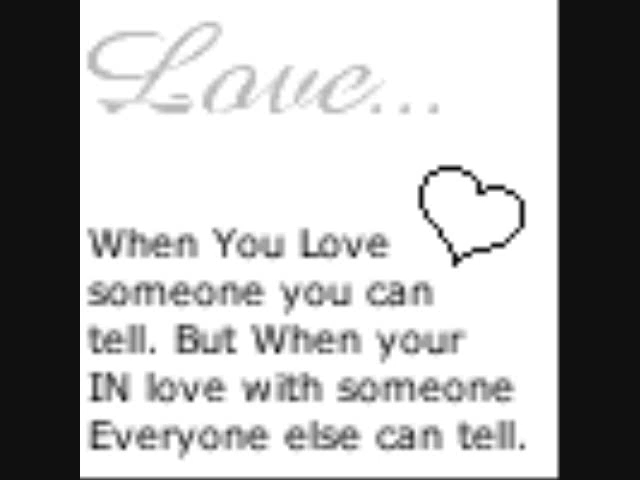 Love...
When You Love
someone you can
tell. But When your
IN love with someone
Everyone else can tell.